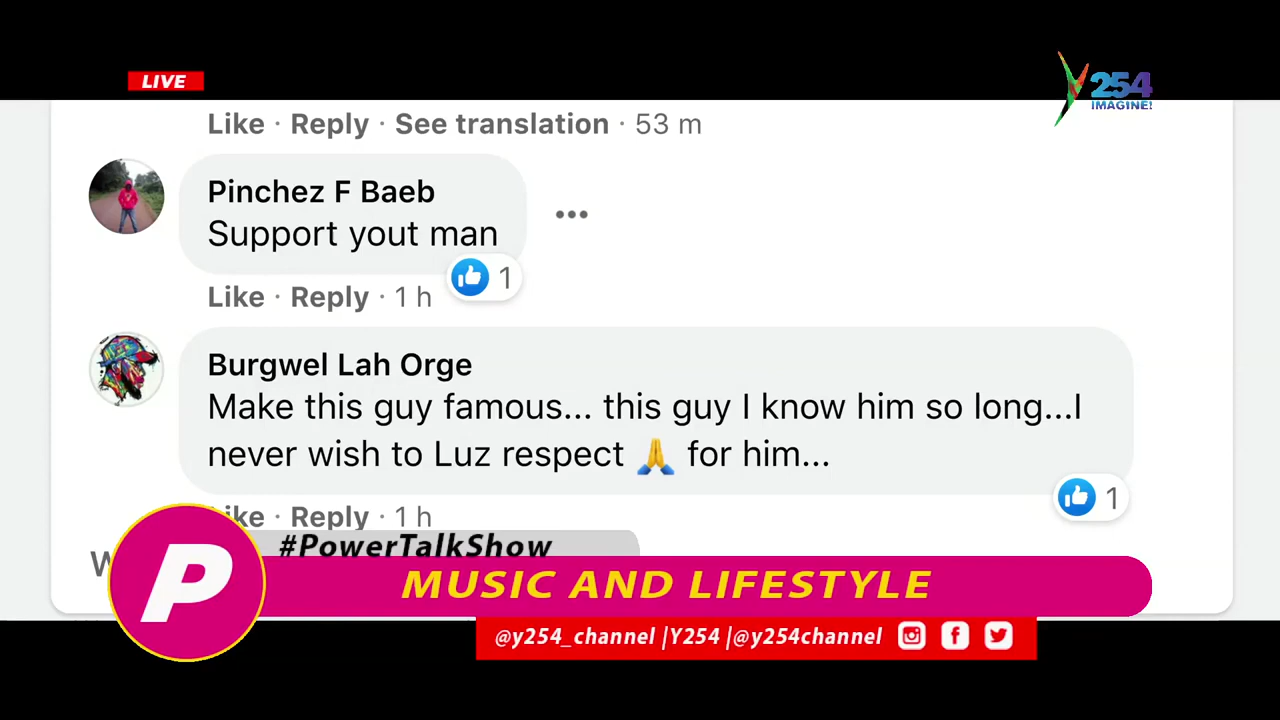 LIVE
Y254
IMAGINE!
Like · Reply · See translation · 53 m
Pinchez F Baeb
Support yout man
1
Like · Reply · 1 h
Burgwel Lah Orge
Make this guy famous... this guy I know him so long...I
never wish to Luz respect 🙏 for him...
1
ike · Reply · 1 h
W
#PowerTalkShow
P
MUSIC AND LIFESTYLE
@y254_channel |Y254 |@y254channel